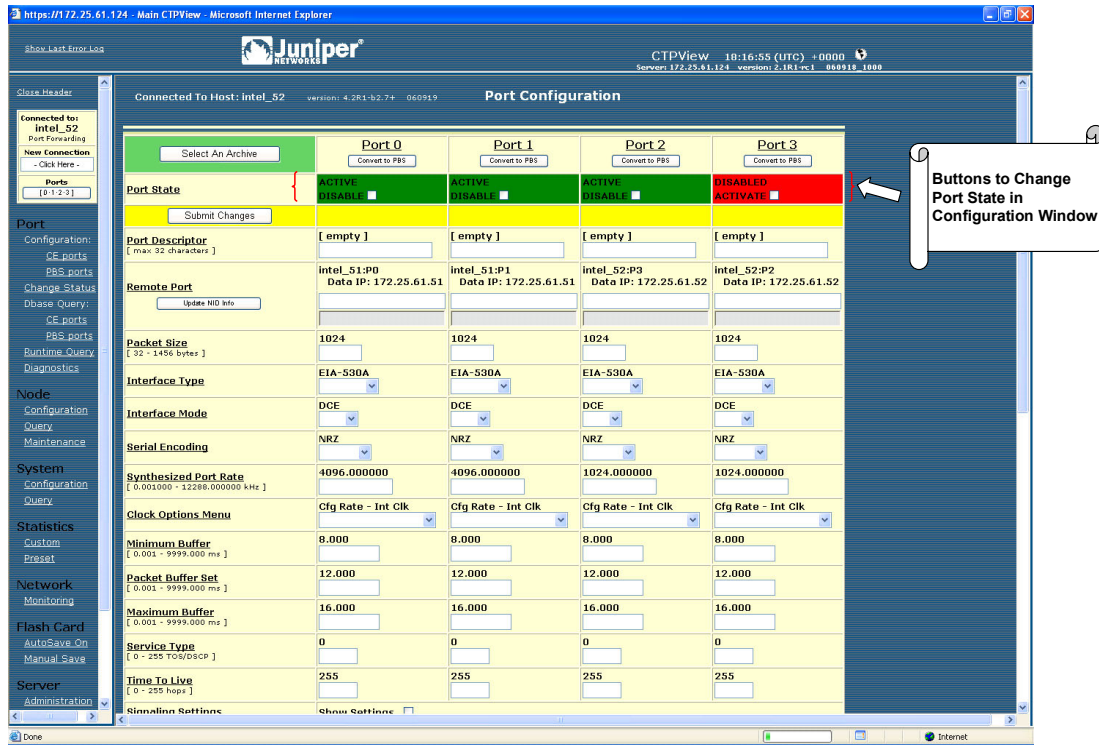 https://172.25.61.124 - Main CTPView - Microsoft Internet Explorer
Show Last Error Log
Juniper®
NETWORKS
CTPView 18:16:55 (UTC) +0000
Server: 172.25.61.124 version: 2.1R1-rc1 060918_1000
Close Header
Connected to:
intel_52
Port Forwarding
New Connection
- Click Here -
Ports
[0-1-2-3]
Port
Configuration:
CE ports
PBS ports
Change Status
Dbase Query:
CE ports
PBS ports
Runtime Query
Diagnostics
Node
Configuration
Query
Maintenance
System
Configuration
Query
Statistics
Custom
Preset
Network
Monitoring
Flash Card
AutoSave On
Manual Save
Server
Administration
Connected To Host: intel_52 version: 4.2R1-b2.7+ 060919 Port Configuration
Select An Archive
Port 0 Port 1 Port 2 Port 3
Convert to PBS Convert to PBS Convert to PBS Convert to PBS
Port State
ACTIVE ACTIVE ACTIVE DISABLED
DISABLE DISABLE DISABLE ACTIVATE
Submit Changes
Port Descriptor
[ max 32 characters ]
[ empty ] [ empty ] [ empty ] [ empty ]
Remote Port
Update NID Info
intel_51:P0 intel_51:P1 intel_52:P3 intel_52:P2
Data IP: 172.25.61.51 Data IP: 172.25.61.51 Data IP: 172.25.61.52 Data IP: 172.25.61.52
Packet Size
[ 32 - 1456 bytes ]
1024 1024 1024 1024
Interface Type
EIA-530A EIA-530A EIA-530A EIA-530A
Interface Mode
DCE DCE DCE DCE
Serial Encoding
NRZ NRZ NRZ NRZ
Synthesized Port Rate
[ 0.001000 - 12288.000000 kHz ]
4096.000000 4096.000000 1024.000000 1024.000000
Clock Options Menu
Cfg Rate - Int Clk Cfg Rate - Int Clk Cfg Rate - Int Clk Cfg Rate - Int Clk
Minimum Buffer
[ 0.001 - 9999.000 ms ]
8.000 8.000 8.000 8.000
Packet Buffer Set
[ 0.001 - 9999.000 ms ]
12.000 12.000 12.000 12.000
Maximum Buffer
[ 0.001 - 9999.000 ms ]
16.000 16.000 16.000 16.000
Service Type
[ 0 - 255 TOS/DSCP ]
0 0 0 0
Time To Live
[ 0 - 255 hops ]
255 255 255 255
Signaling Settings Show Settings
Done
Internet
Buttons to Change
Port State in
Configuration Window